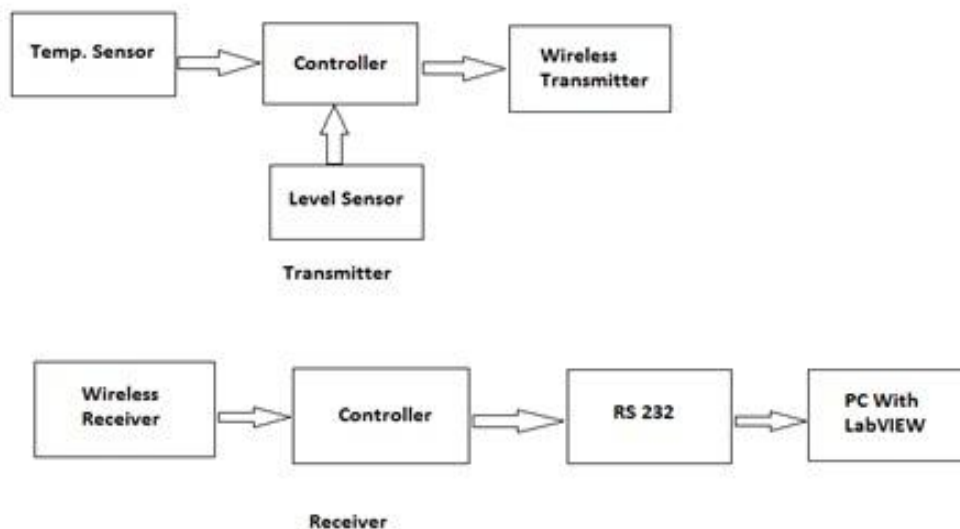 Temp. Sensor
Controller
Wireless
Transmitter
Level Sensor
Transmitter
Wireless
Receiver
Controller
RS 232
PC With
LabVIEW
Receiver